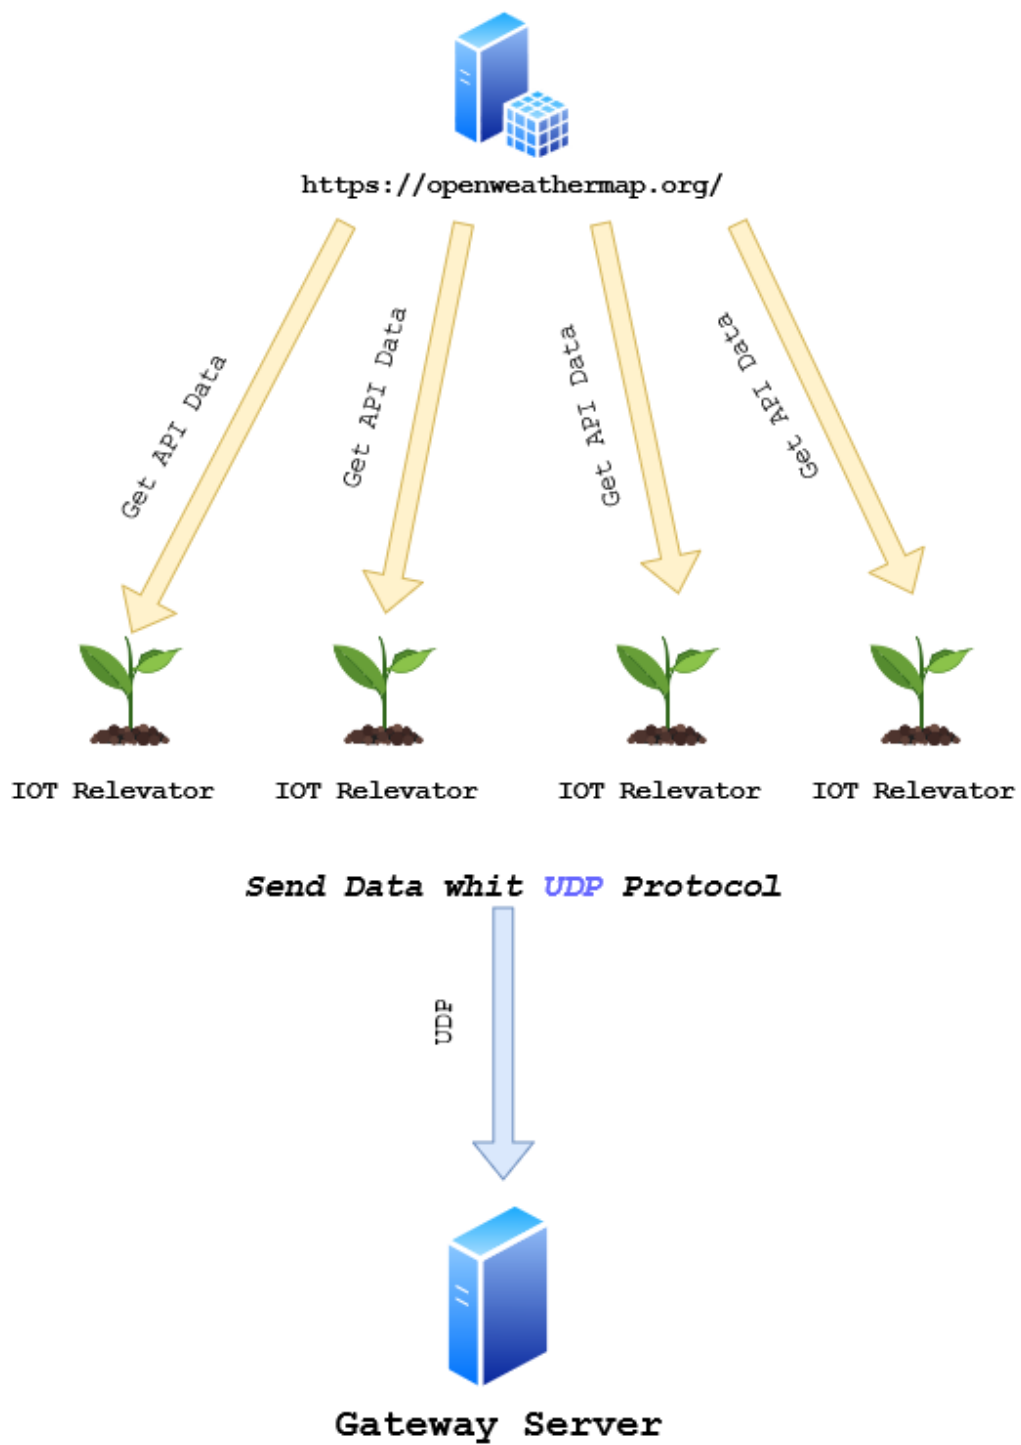 https://openweathermap.org/
Get API Data
Get API Data
Get API Data
Get API Data
IOT Relevator
IOT Relevator
IOT Relevator
IOT Relevator
Send Data whit UDP Protocol
UDP
Gateway Server